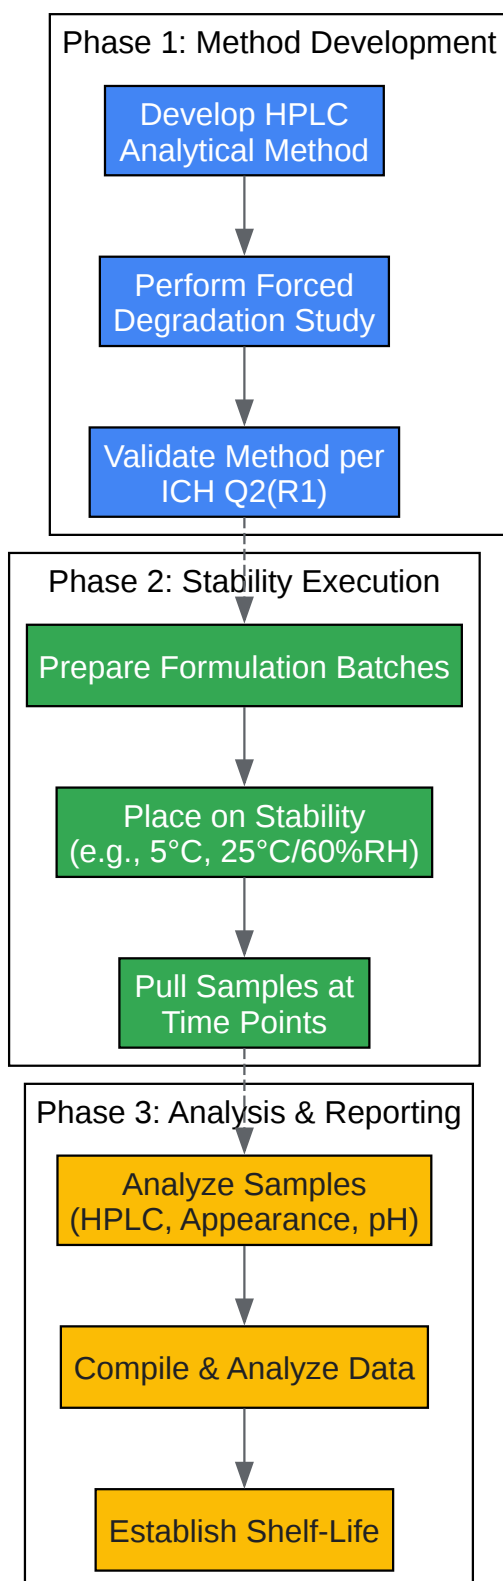 Phase 1: Method Development
Develop HPLC
Analytical Method
Perform Forced
Degradation Study
Validate Method per
ICH Q2(R1)
Phase 2: Stability Execution
Prepare Formulation Batches
Place on Stability
(e.g., 5°C, 25°C/60%RH)
Pull Samples at
Time Points
Phase 3: Analysis & Reporting
Analyze Samples
(HPLC, Appearance, pH)
Compile & Analyze Data
Establish Shelf-Life